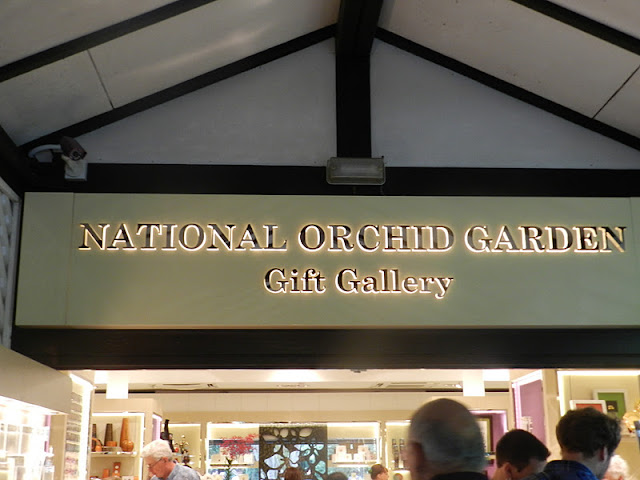 NATIONAL ORCHID GARDEN
Gift Gallery